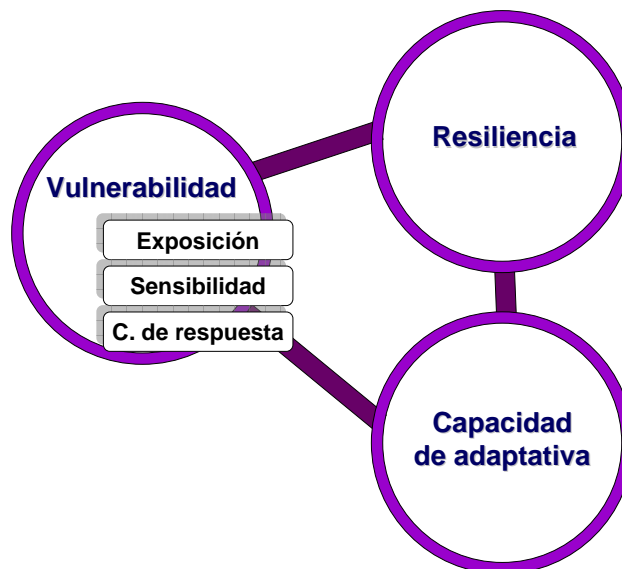 Resiliencia
Vulnerabilidad
Exposición
Sensibilidad
C. de respuesta
Capacidad
de adaptativa